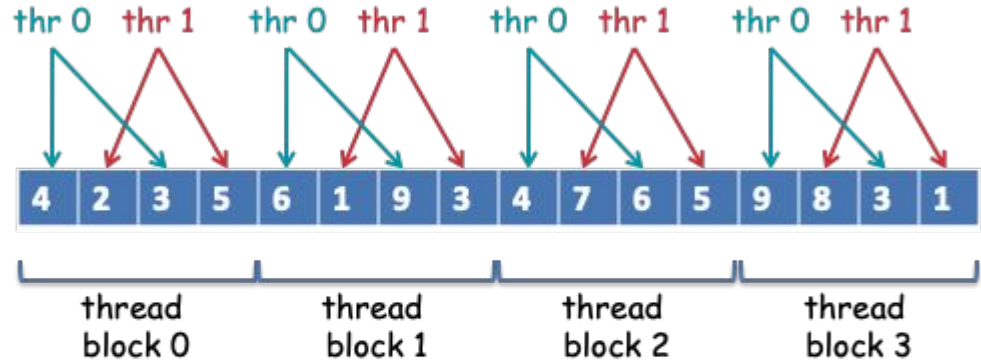 thr 0 thr 1 thr 0 thr 1 thr 0 thr 1 thr 0 thr 1
4 2 3 5 6 1 9 3 4 7 6 5 9 8 3 1
thread thread thread thread
block 0 block 1 block 2 block 3